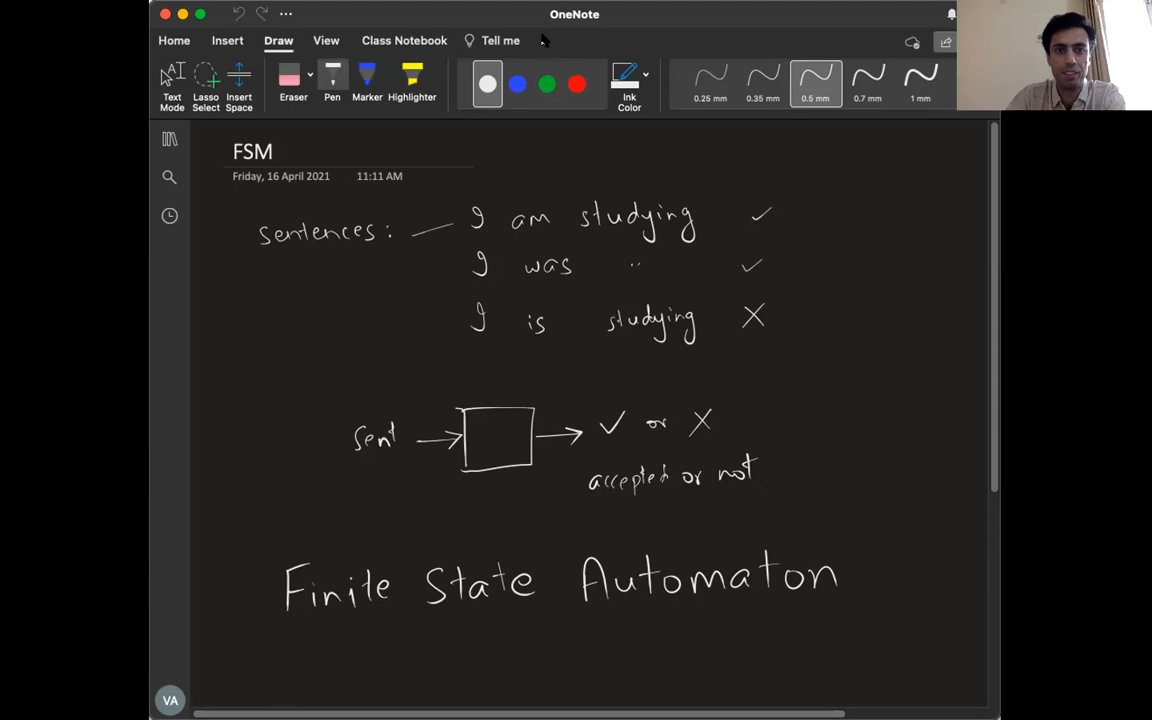 OneNote
Home Insert Draw View Class Notebook Tell me
Text Mode Lasso Select Insert Space Eraser Pen Marker Highlighter Ink Color 0.25 mm 0.35 mm 0.5 mm 0.7 mm 1 mm
FSM
Friday, 16 April 2021 11:11 AM
sentences: — I am studying ✓
I was " ✓
I is studying X
sent → → ✓ or X
accepted or not
Finite State Automaton
VA